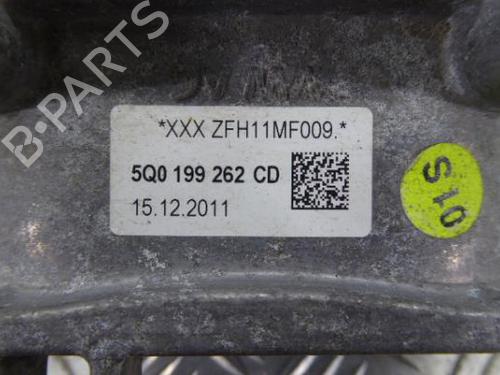 *XXX ZFH11MF009.*
5Q0 199 262 CD
15.12.2011
S10
B-PARTS